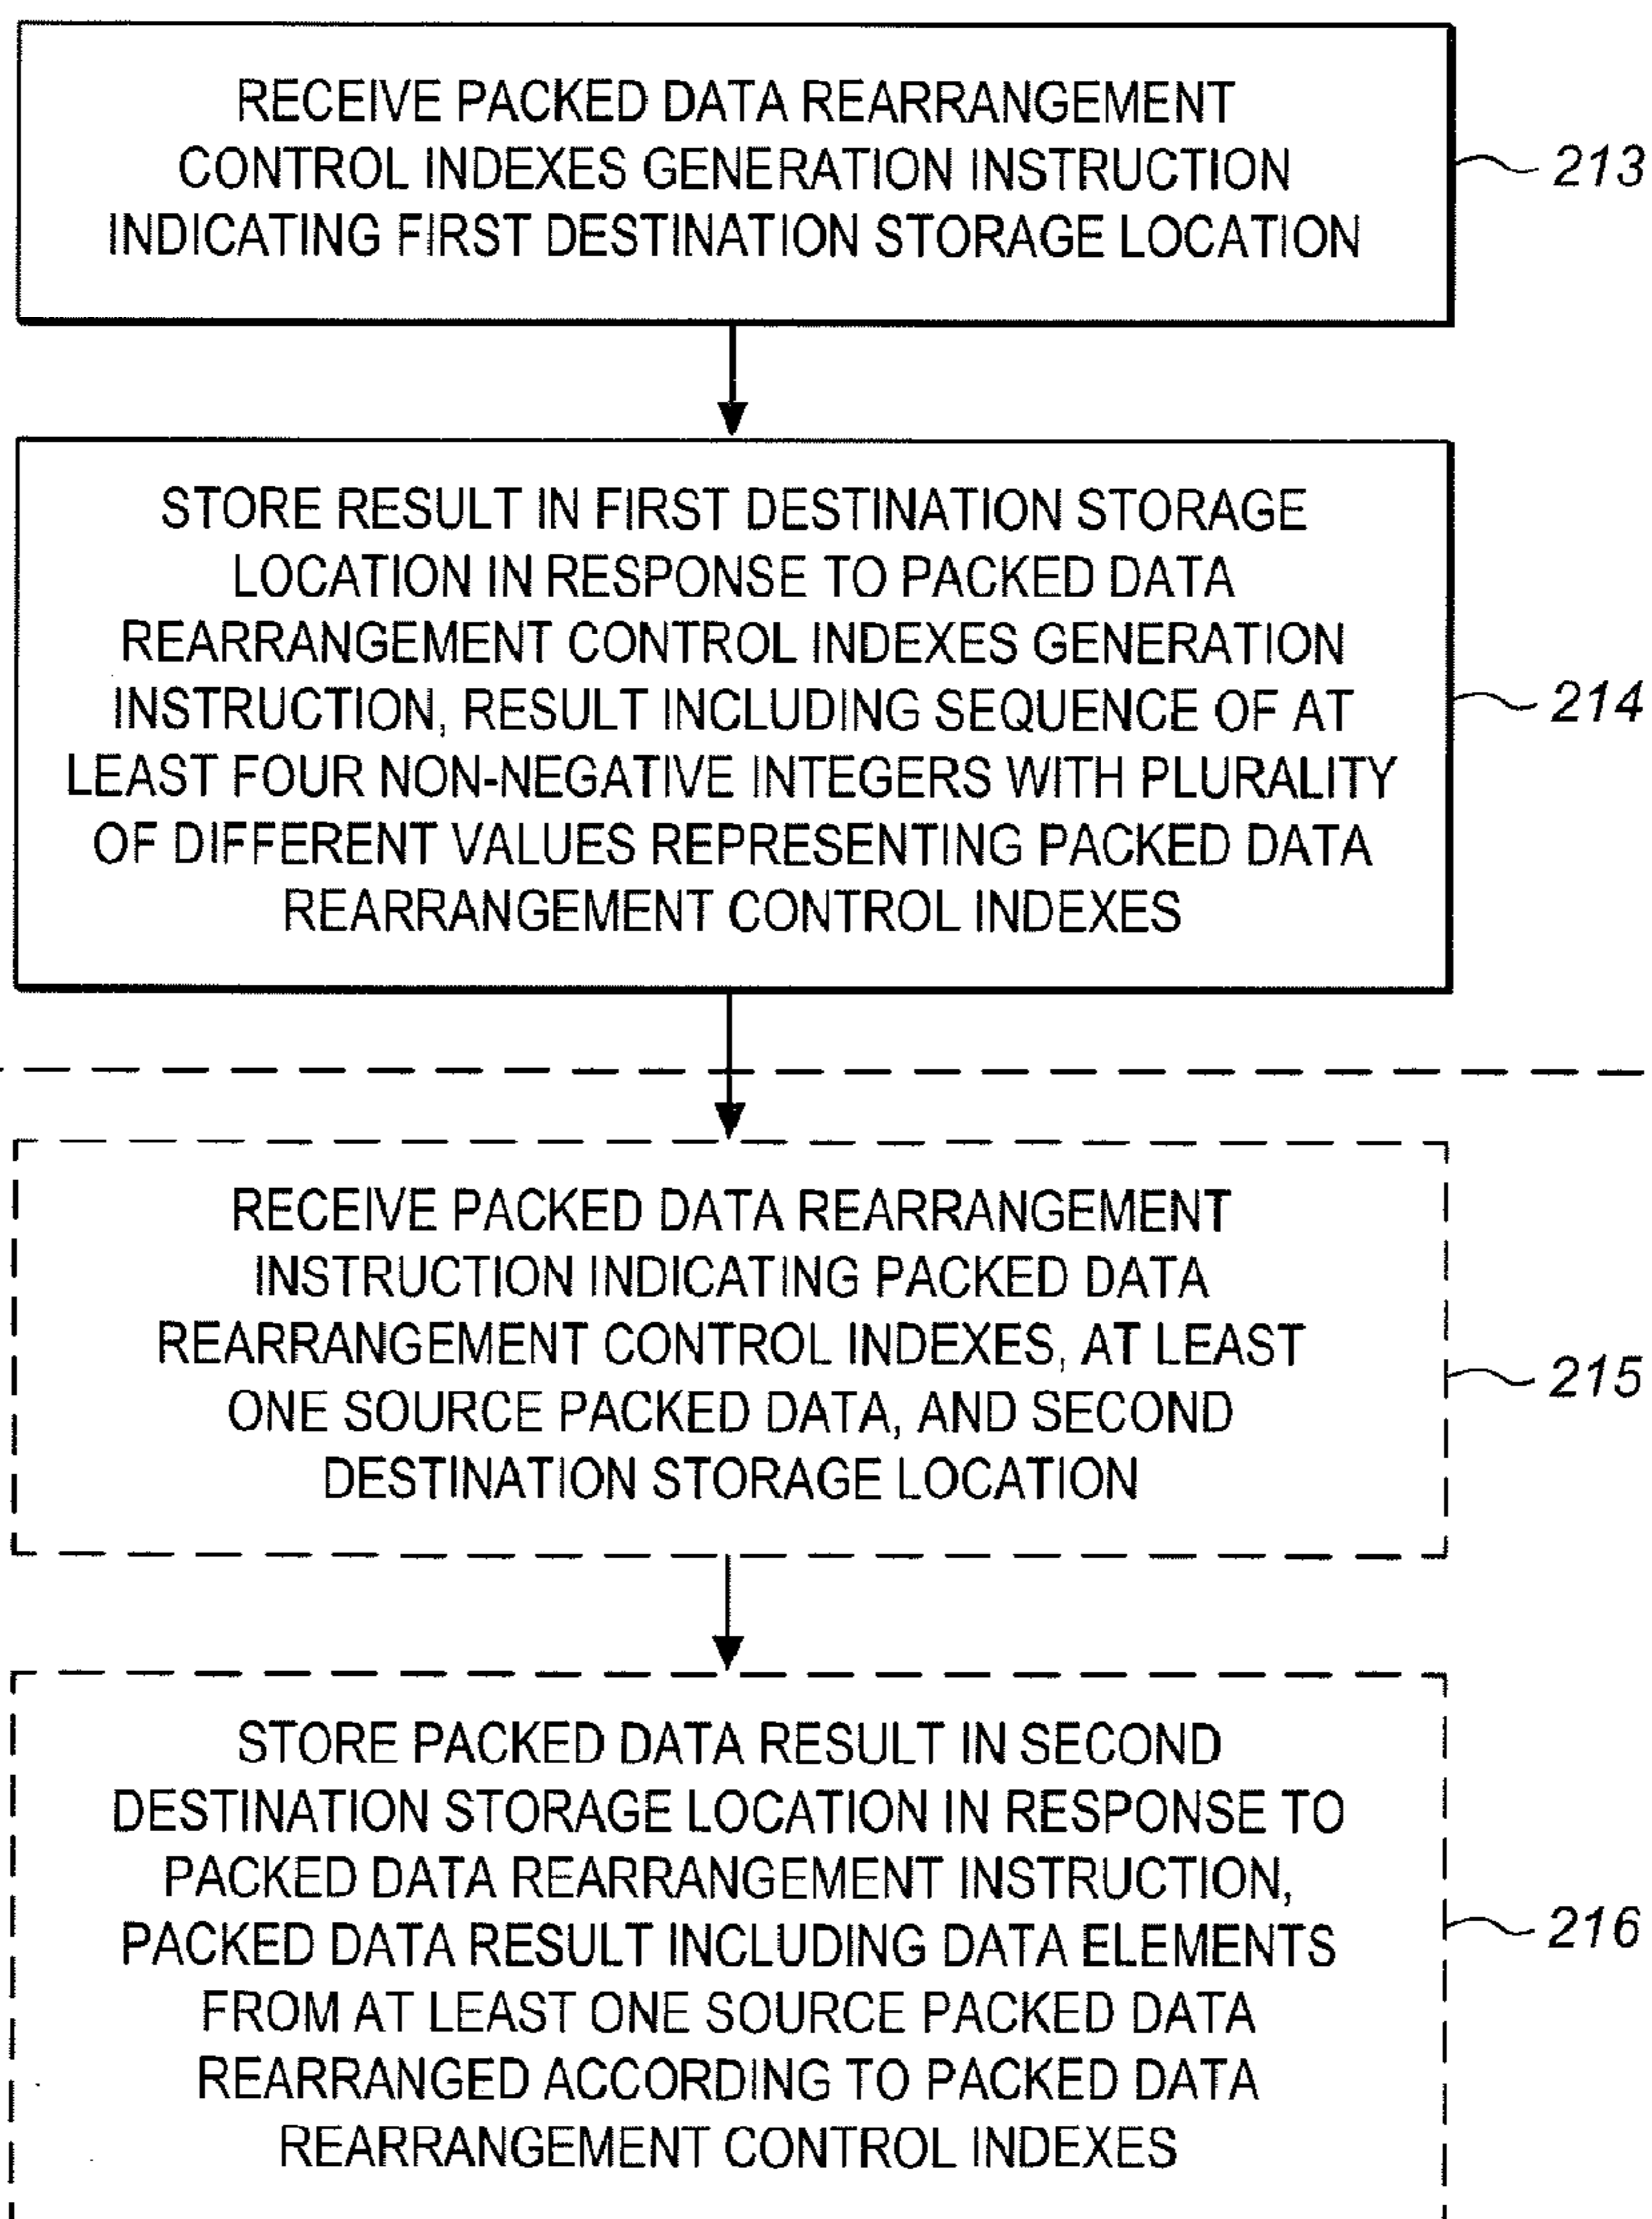 RECEIVE PACKED DATA REARRANGEMENT
CONTROL INDEXES GENERATION INSTRUCTION
INDICATING FIRST DESTINATION STORAGE LOCATION
213
STORE RESULT IN FIRST DESTINATION STORAGE
LOCATION IN RESPONSE TO PACKED DATA
REARRANGEMENT CONTROL INDEXES GENERATION
INSTRUCTION, RESULT INCLUDING SEQUENCE OF AT
LEAST FOUR NON-NEGATIVE INTEGERS WITH PLURALITY
OF DIFFERENT VALUES REPRESENTING PACKED DATA
REARRANGEMENT CONTROL INDEXES
214
RECEIVE PACKED DATA REARRANGEMENT
INSTRUCTION INDICATING PACKED DATA
REARRANGEMENT CONTROL INDEXES, AT LEAST
ONE SOURCE PACKED DATA, AND SECOND
DESTINATION STORAGE LOCATION
215
STORE PACKED DATA RESULT IN SECOND
DESTINATION STORAGE LOCATION IN RESPONSE TO
PACKED DATA REARRANGEMENT INSTRUCTION,
PACKED DATA RESULT INCLUDING DATA ELEMENTS
FROM AT LEAST ONE SOURCE PACKED DATA
REARRANGED ACCORDING TO PACKED DATA
REARRANGEMENT CONTROL INDEXES
216